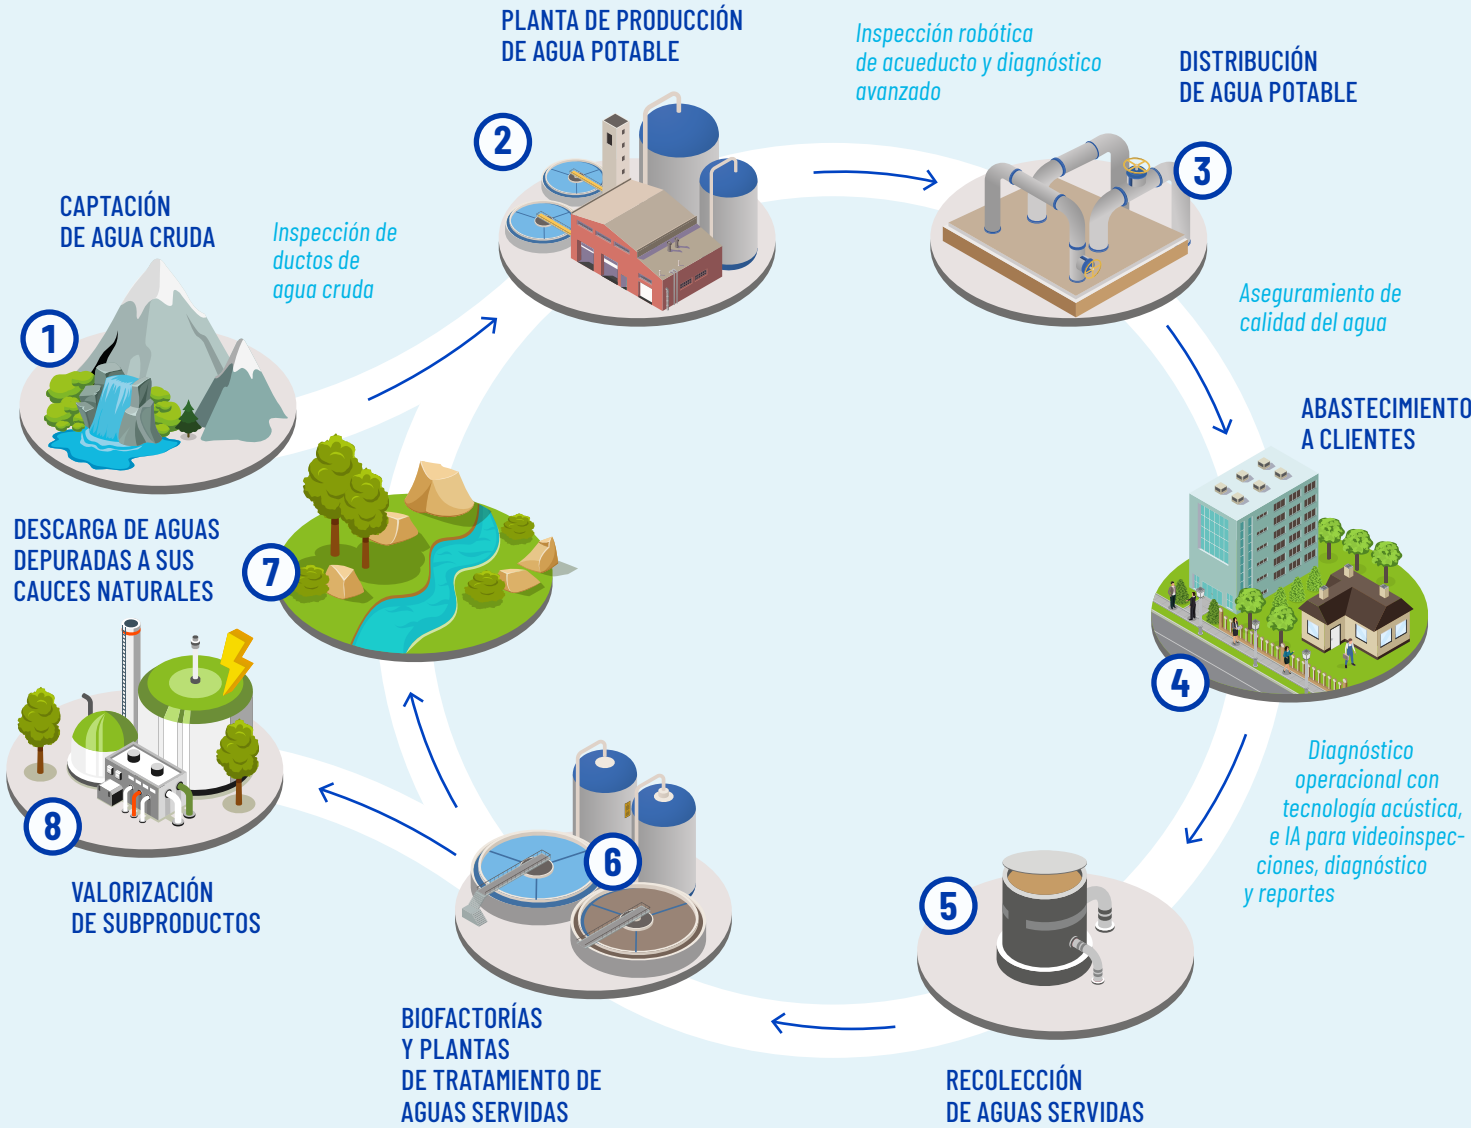 PLANTA DE PRODUCCIÓN
DE AGUA POTABLE
Inspección robótica
de acueducto y diagnóstico
avanzado
DISTRIBUCIÓN
DE AGUA POTABLE
2
3
CAPTACIÓN
DE AGUA CRUDA
Inspección de
ductos de
agua cruda
1
Aseguramiento de
calidad del agua
ABASTECIMIENTO
A CLIENTES
DESCARGA DE AGUAS
DEPURADAS A SUS
CAUCES NATURALES
7
4
Diagnóstico
operacional con
tecnología acústica,
e IA para videoinspec-
ciones, diagnóstico
y reportes
8
6
5
VALORIZACIÓN
DE SUBPRODUCTOS
BIOFACTORÍAS
Y PLANTAS
DE TRATAMIENTO DE
AGUAS SERVIDAS
RECOLECCIÓN
DE AGUAS SERVIDAS